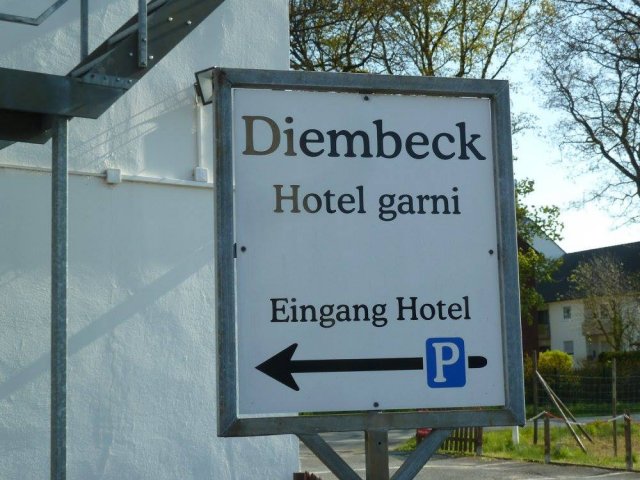 Diembeck
Hotel garni
Eingang Hotel
P